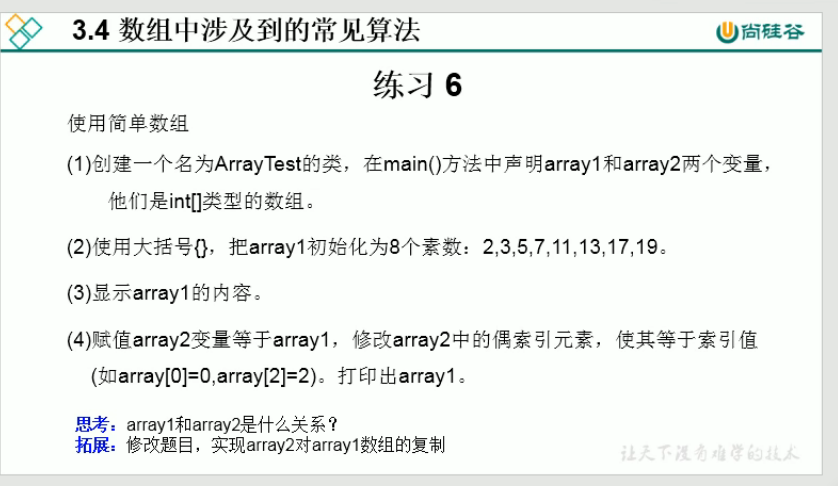 3.4 数组中涉及到的常见算法
尚硅谷
练习 6
使用简单数组
(1)创建一个名为ArrayTest的类，在main()方法中声明array1和array2两个变量，
他们是int[]类型的数组。
(2)使用大括号{}，把array1初始化为8个素数：2,3,5,7,11,13,17,19。
(3)显示array1的内容。
(4)赋值array2变量等于array1，修改array2中的偶索引元素，使其等于索引值
(如array[0]=0,array[2]=2)。打印出array1。
思考：array1和array2是什么关系？
拓展：修改题目，实现array2对array1数组的复制
让天下没有难学的技术